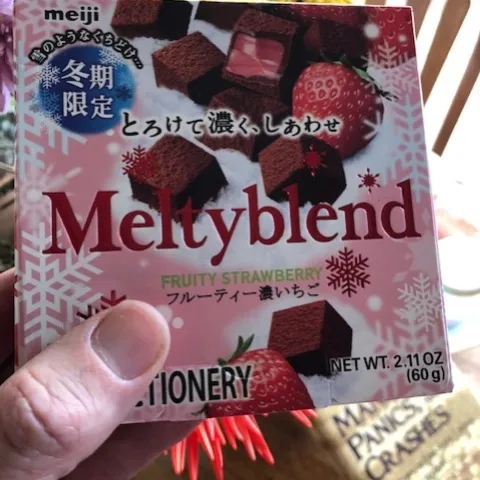 meiji
雪のようなくちどけ…
冬期
限定
とろけて濃く、しあわせ
Meltyblend
FRUITY STRAWBERRY
フルーティー濃いちご
NET WT. 2.11 OZ
(60g)
PANICS
CRASHES